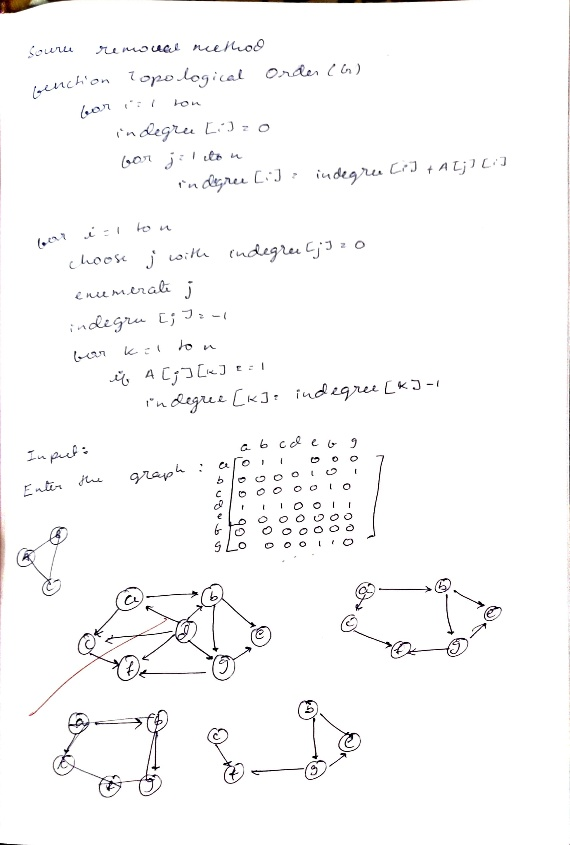 Source removal method
function Topological Order(G)
for i=1 to n
indegree [i] = 0
for j=1 to n
indegree [i] = indegree [i] + A[j] [i]
for i=1 to n
choose j with indegree [j] = 0
enumerate j
indegree [j] = -1
for k=1 to n
if A[j][k] == 1
indegree [k] = indegree [k] -1
Input:
a b c d e f g
Enter the graph : a 0 1 1 0 0 0
b 0 0 0 0 1 0 1
c 0 0 0 0 0 1 0
d 1 1 1 0 0 1 1
e 0 0 0 0 0 0 0
f 0 0 0 0 0 0 0
g 0 0 0 0 1 1 0
B
A
C
a b
c d e
f g
a b
c e
f g
a b
g
b
c e
f g